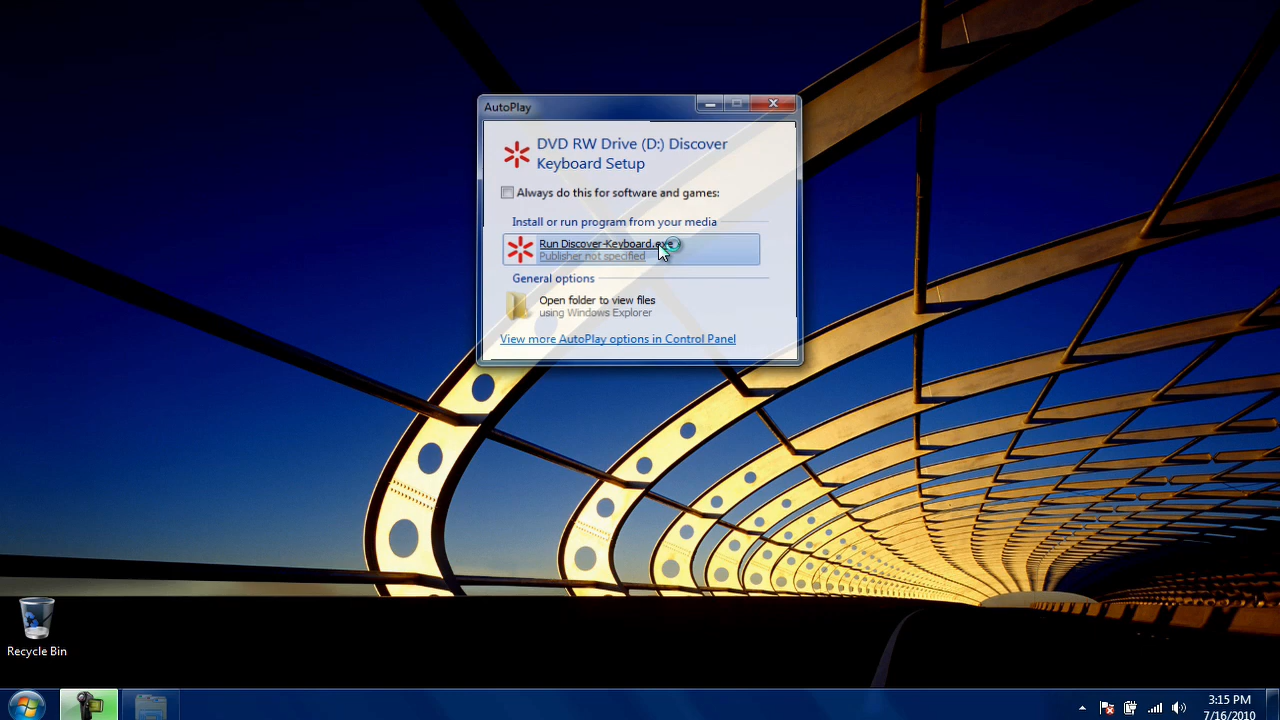 AutoPlay
DVD RW Drive (D:) Discover
Keyboard Setup
Always do this for software and games:
Install or run program from your media
Run Discover-Keyboard.exe
Publisher not specified
General options
Open folder to view files
using Windows Explorer
View more AutoPlay options in Control Panel
Recycle Bin
3:15 PM
7/16/2010